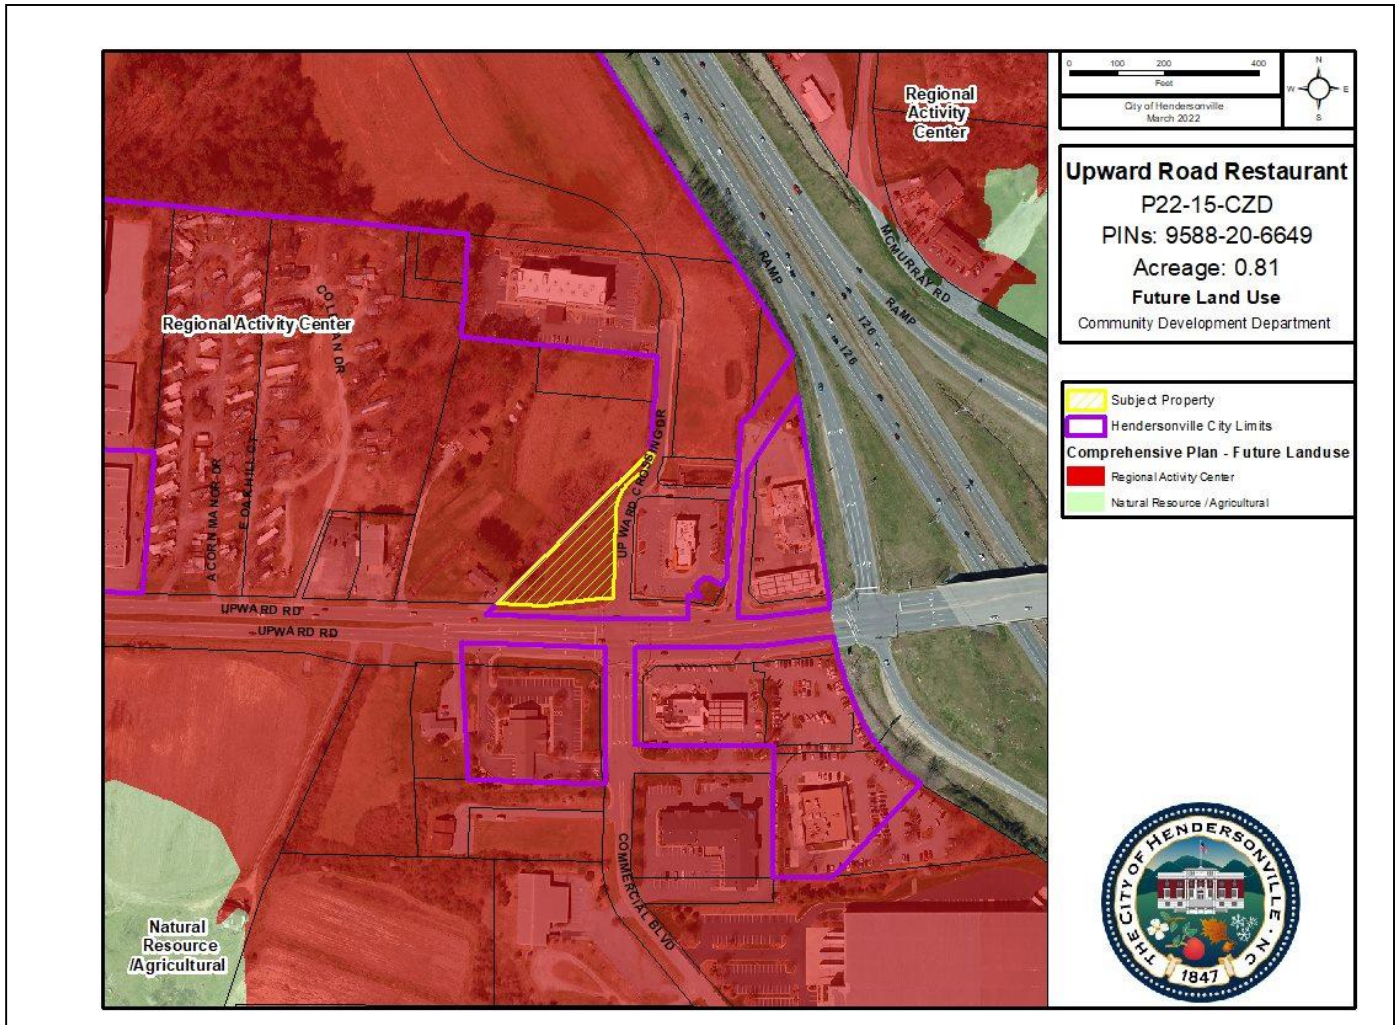 0 100 200 400
Feet
N
W E
S
City of Hendersonville
March 2022
Upward Road Restaurant
P22-15-CZD
PINs: 9588-20-6649
Acreage: 0.81
Future Land Use
Community Development Department
Subject Property
Hendersonville City Limits
Comprehensive Plan - Future Landuse
Regional Activity Center
Natural Resource /Agricultural
Regional
Activity
Center
RAMP
MCMURRAY RD
RAMP
I26
I26
Regional Activity Center
ACORN MANOR DR
E OAKHILL CT
UPWARD CROSSING DR
UPWARD RD
UPWARD RD
COMMERCIAL BLVD
Natural
Resource
/Agricultural
THE CITY OF HENDERSONVILLE · N.C
1847